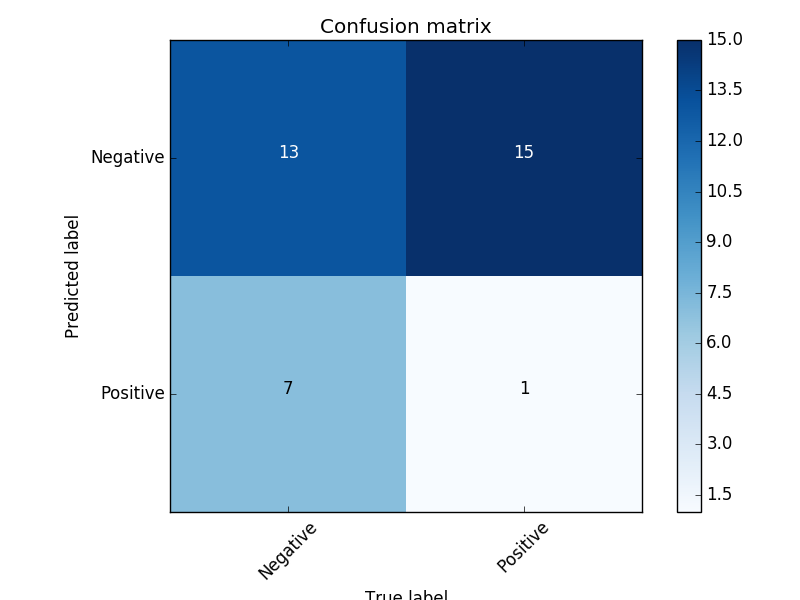 Confusion matrix
Predicted label
Negative
13
15
Positive
7
1
Negative
Positive
True label
15.0
13.5
12.0
10.5
9.0
7.5
6.0
4.5
3.0
1.5